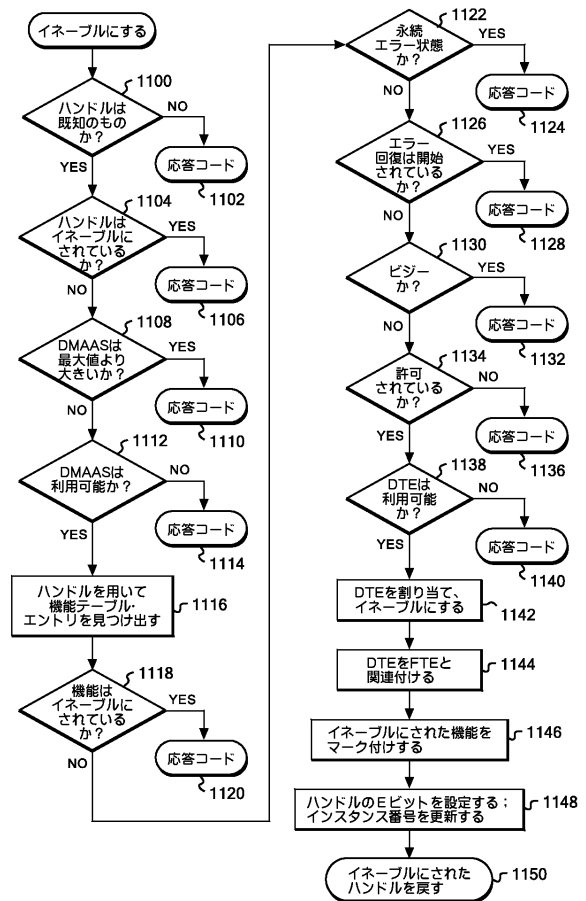 イネーブルにする
1100
ハンドルは
既知のもの
か？
NO
YES
応答コード
1102
1104
ハンドルは
イネーブルに
されているか
か？
YES
NO
応答コード
1106
1108
DMAASは
最大値より
大きいか？
YES
NO
応答コード
1110
1112
DMAASは
利用可能か？
NO
YES
応答コード
1114
ハンドルを用いて
機能テーブル・
エントリを見つけ出す
1116
1118
機能は
イネーブルに
されている
か？
YES
NO
応答コード
1120
1122
永続
エラー状態
か？
YES
NO
応答コード
1124
1126
エラー
回復は開始
されている
か？
YES
NO
応答コード
1128
1130
ビジー
か？
YES
NO
応答コード
1132
1134
許可
されている
か？
NO
YES
応答コード
1136
1138
DTEは
利用可能
か？
NO
YES
応答コード
1140
DTEを割り当て、
イネーブルにする
1142
DTEをFTEと
関連付ける
1144
イネーブルにされた機能を
マーク付けする
1146
ハンドルのEビットを設定する；
インスタンス番号を更新する
1148
イネーブルにされた
ハンドルを戻す
1150